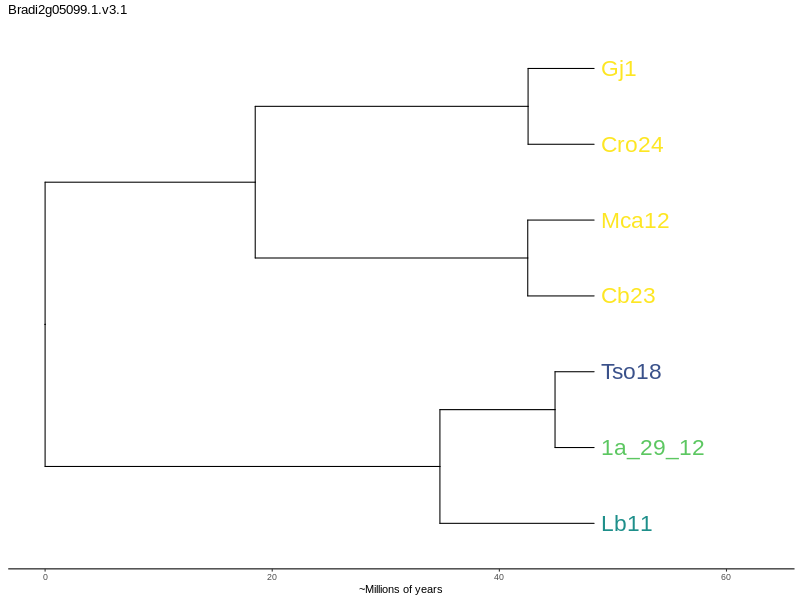 Bradi2g05099.1.v3.1
Gj1
Cro24
Mca12
Cb23
Tso18
1a_29_12
Lb11
0 20 40 60
~Millions of years